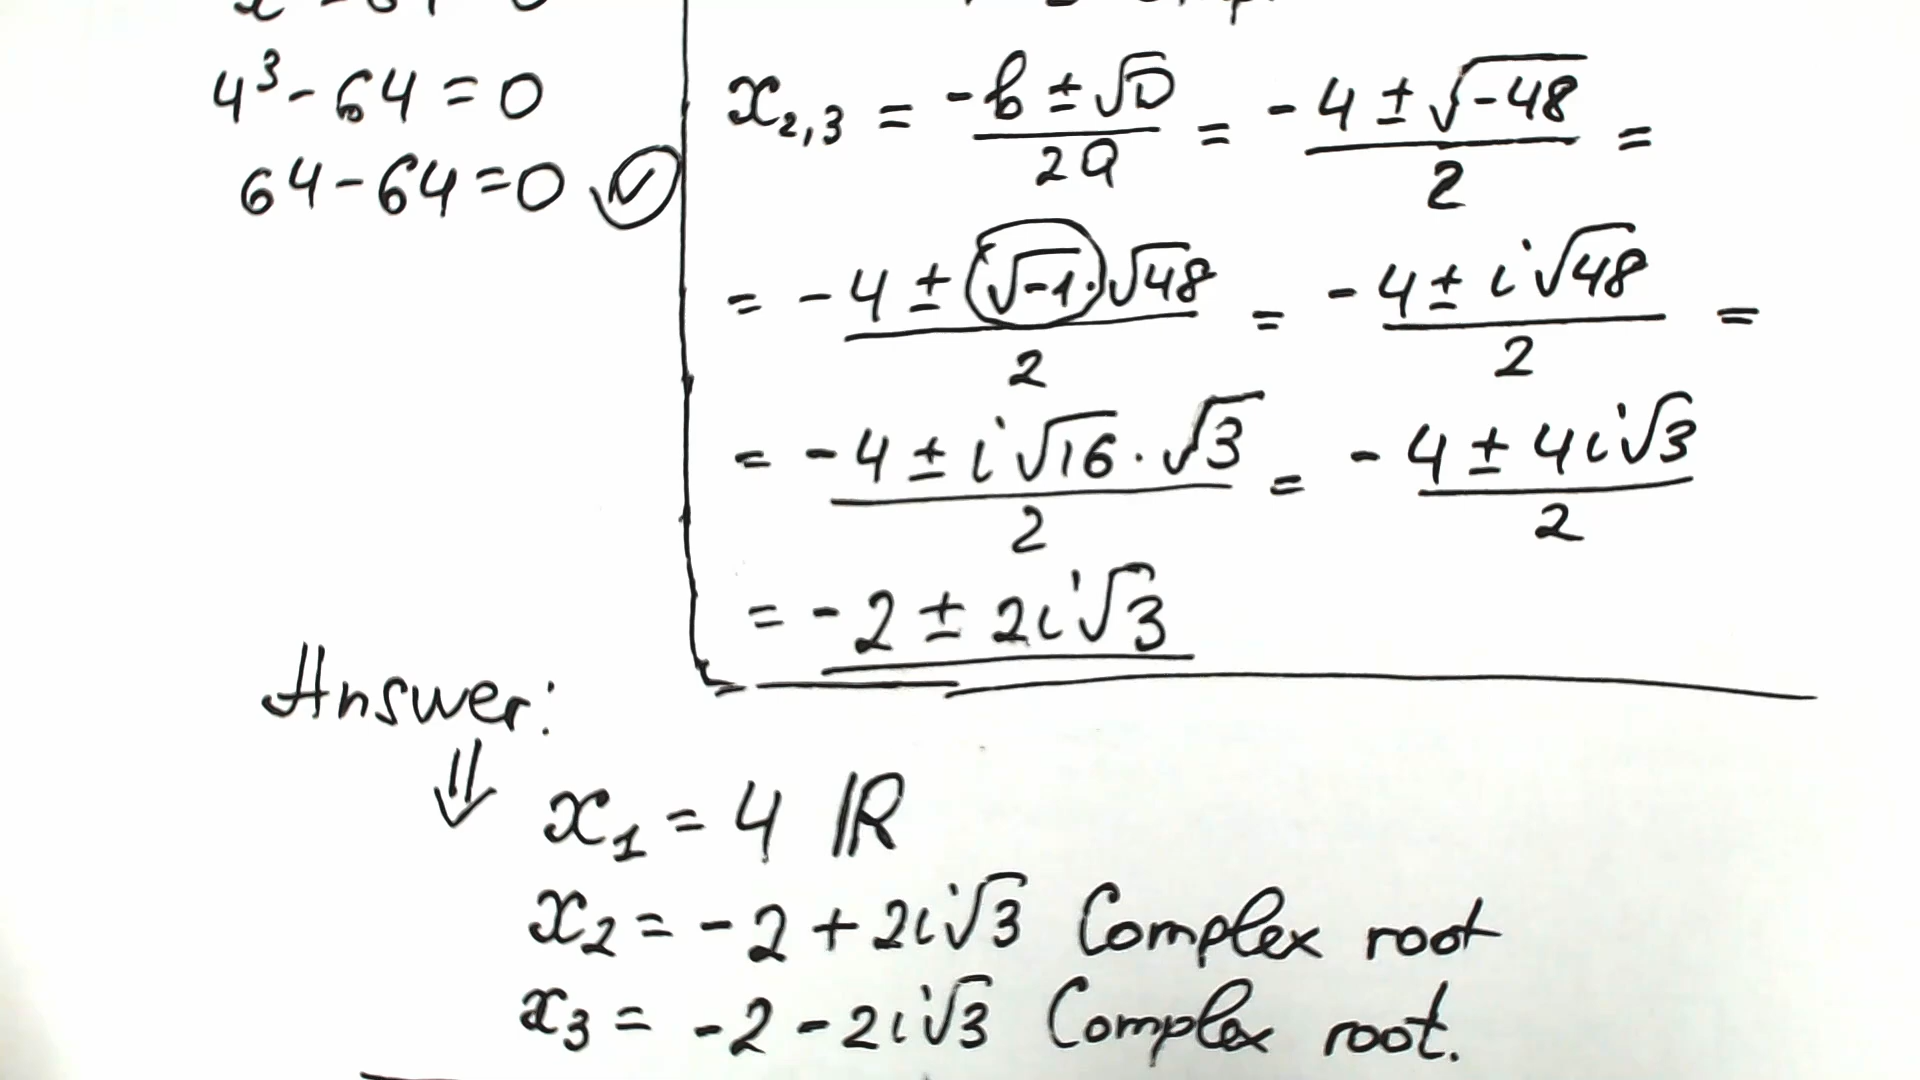 4³ - 64 = 0
64 - 64 = 0 ✓
x₂,₃ = (-b ± √D)/(2a) = (-4 ± √-48)/2 =
= (-4 ± √-1 · √48)/2 = (-4 ± i√48)/2 =
= (-4 ± i√16 · √3)/2 = (-4 ± 4i√3)/2
= -2 ± 2i√3
Answer:
⇓
x₁ = 4 ℝ
x₂ = -2 + 2i√3 Complex root
x₃ = -2 - 2i√3 Complex root.